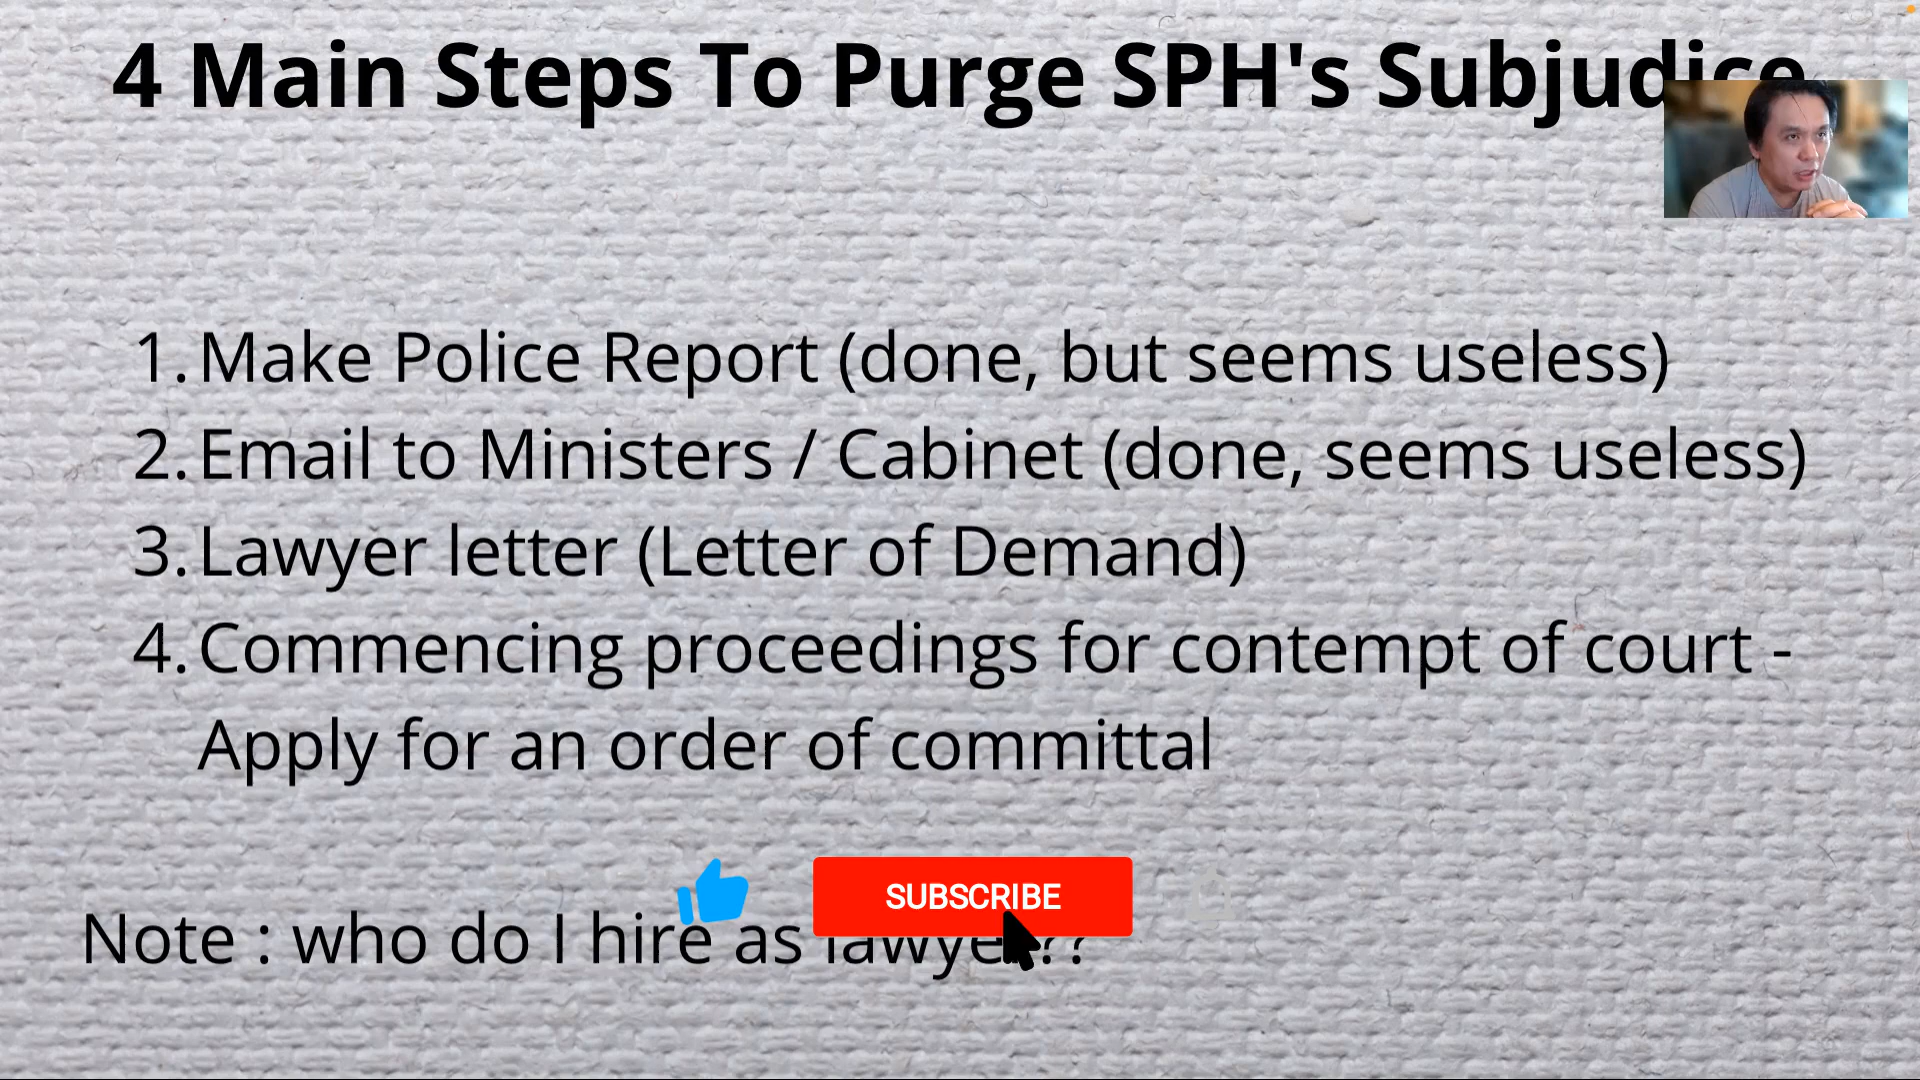 4 Main Steps To Purge SPH's Subjudice
1. Make Police Report (done, but seems useless)
2. Email to Ministers / Cabinet (done, seems useless)
3. Lawyer letter (Letter of Demand)
4. Commencing proceedings for contempt of court -
Apply for an order of committal
SUBSCRIBE
Note : who do I hire as lawyer??